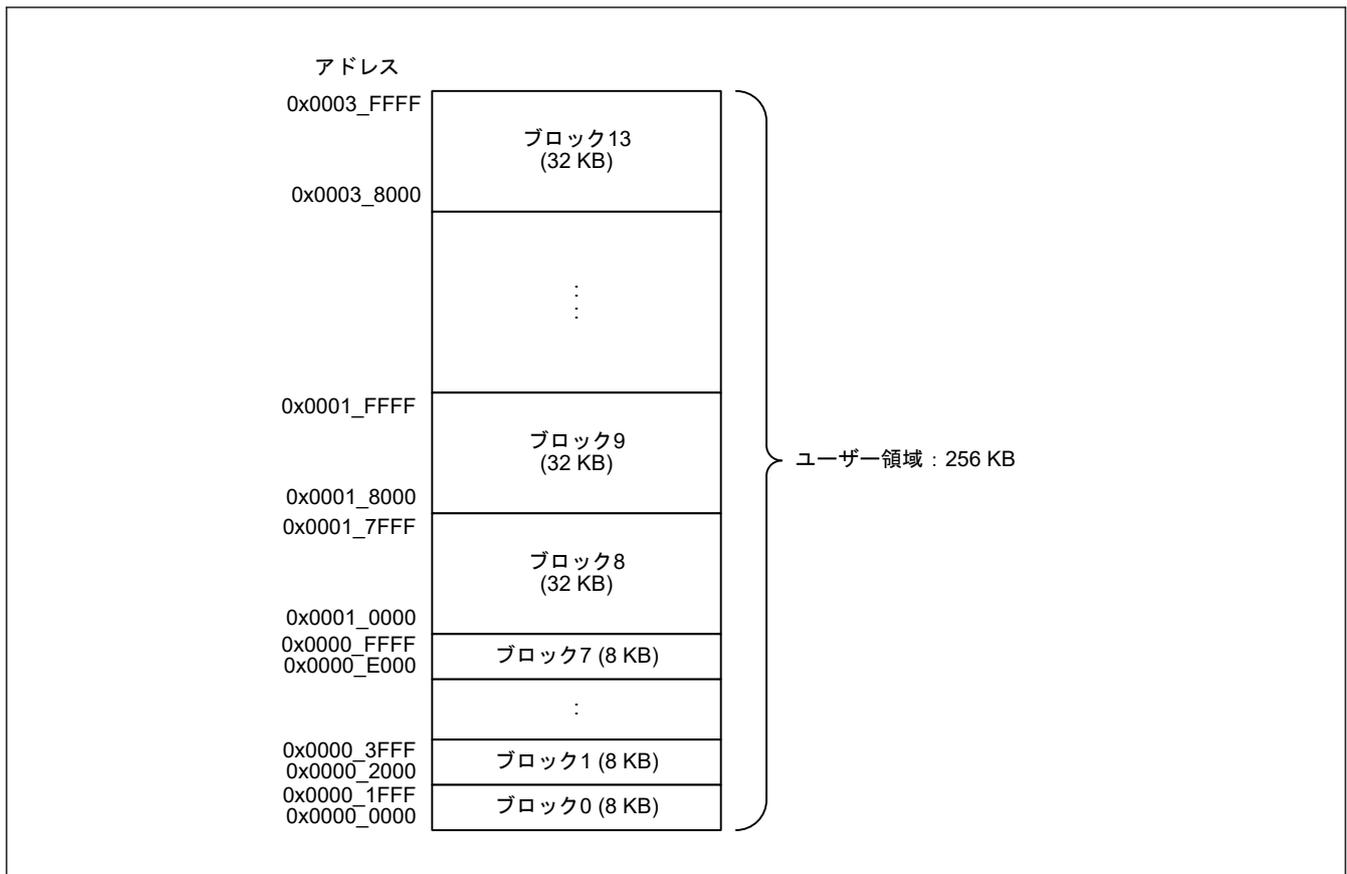 アドレス
0x0003_FFFF
ブロック13
(32 KB)
0x0003_8000
:
:
0x0001_FFFF
ブロック9
(32 KB)
ユーザー領域：256 KB
0x0001_8000
0x0001_7FFF
ブロック8
(32 KB)
0x0001_0000
0x0000_FFFF
ブロック7 (8 KB)
0x0000_E000
:
0x0000_3FFF
ブロック1 (8 KB)
0x0000_2000
0x0000_1FFF
ブロック0 (8 KB)
0x0000_0000